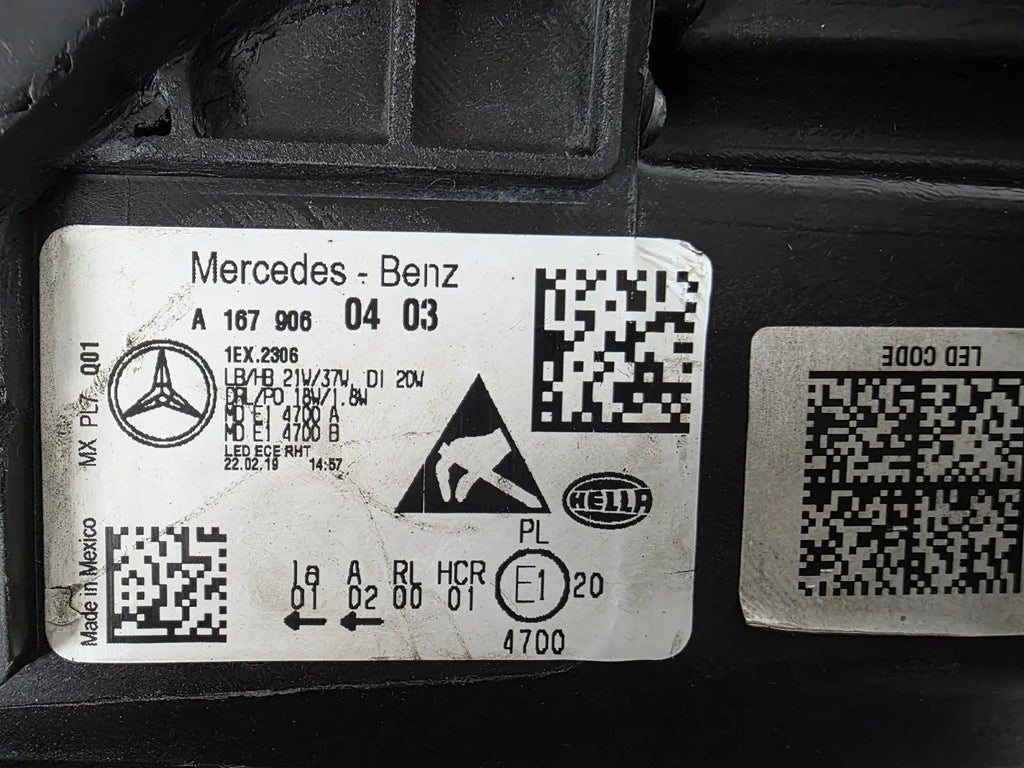 Mercedes - Benz
A 167 906 04 03
1EX.2306
LB/HB 21W/37W, DI 20W
DRL/PO 18W/1.8W
MD E1 4700 A
MD E1 4700 B
LED ECE RHT
22.02.19 14:57
MX PL7 Q01
Made in Mexico
HELLA
PL
Ia A RL HCR E1 20
01 02 00 01
4700
LED CODE